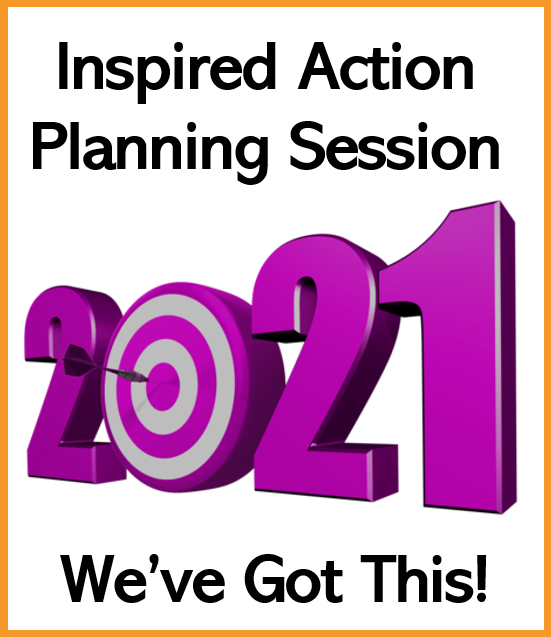 Inspired Action
Planning Session
2021
We've Got This!